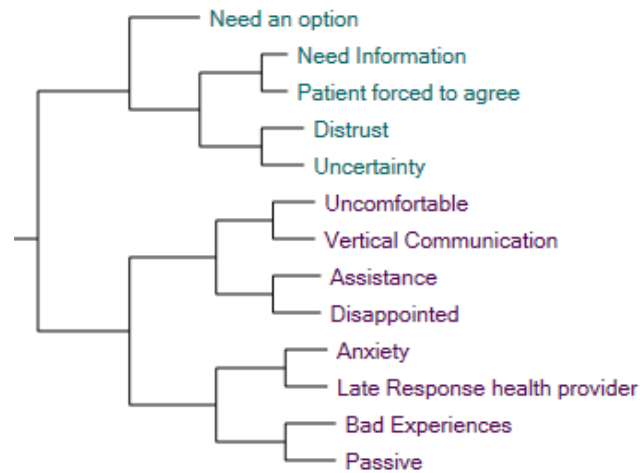 Need an option
Need Information
Patient forced to agree
Distrust
Uncertainty
Uncomfortable
Vertical Communication
Assistance
Disappointed
Anxiety
Late Response health provider
Bad Experiences
Passive